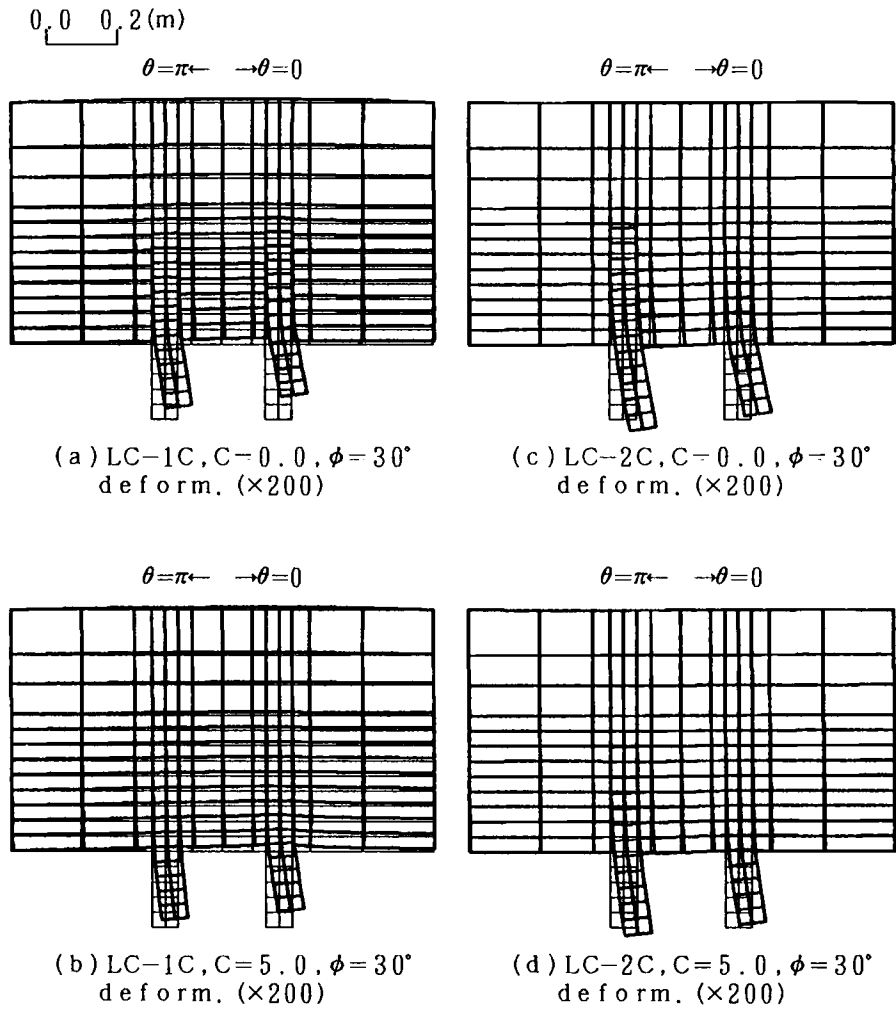 0.0 0.2(m)
θ=π← →θ=0
θ=π← →θ=0
(a)LC-1C,C-0.0,φ=30°
deform.(×200)
(c)LC-2C,C=0.0,φ-30°
deform.(×200)
θ=π← →θ=0
θ=π← →θ=0
(b)LC-1C,C=5.0,φ=30°
deform.(×200)
(d)LC-2C,C=5.0,φ=30°
deform.(×200)